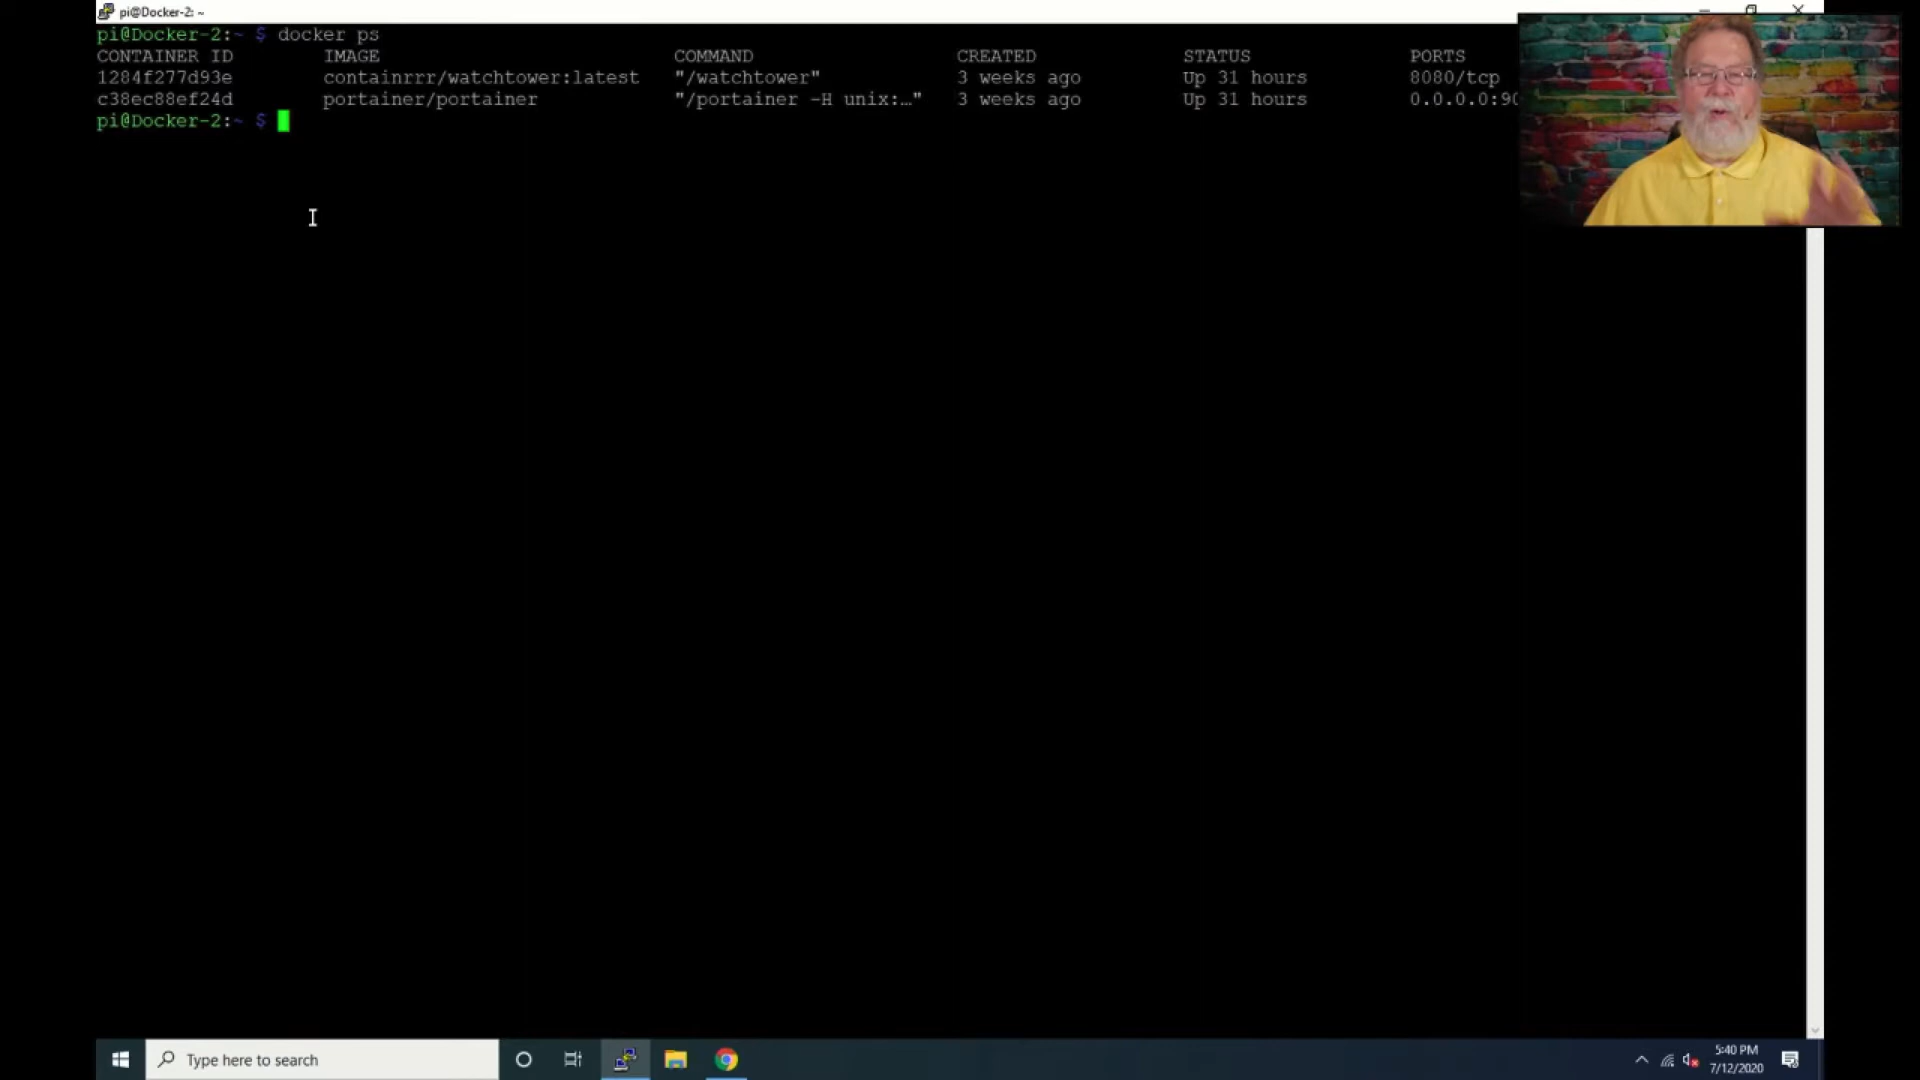 pi@Docker-2: ~
pi@Docker-2:~ $ docker ps
CONTAINER ID IMAGE COMMAND CREATED STATUS PORTS
1284f277d93e containrrr/watchtower:latest "/watchtower" 3 weeks ago Up 31 hours 8080/tcp
c38ec88ef24d portainer/portainer "/portainer -H unix:…" 3 weeks ago Up 31 hours 0.0.0.0:90
pi@Docker-2:~ $
Type here to search
5:40 PM
7/12/2020